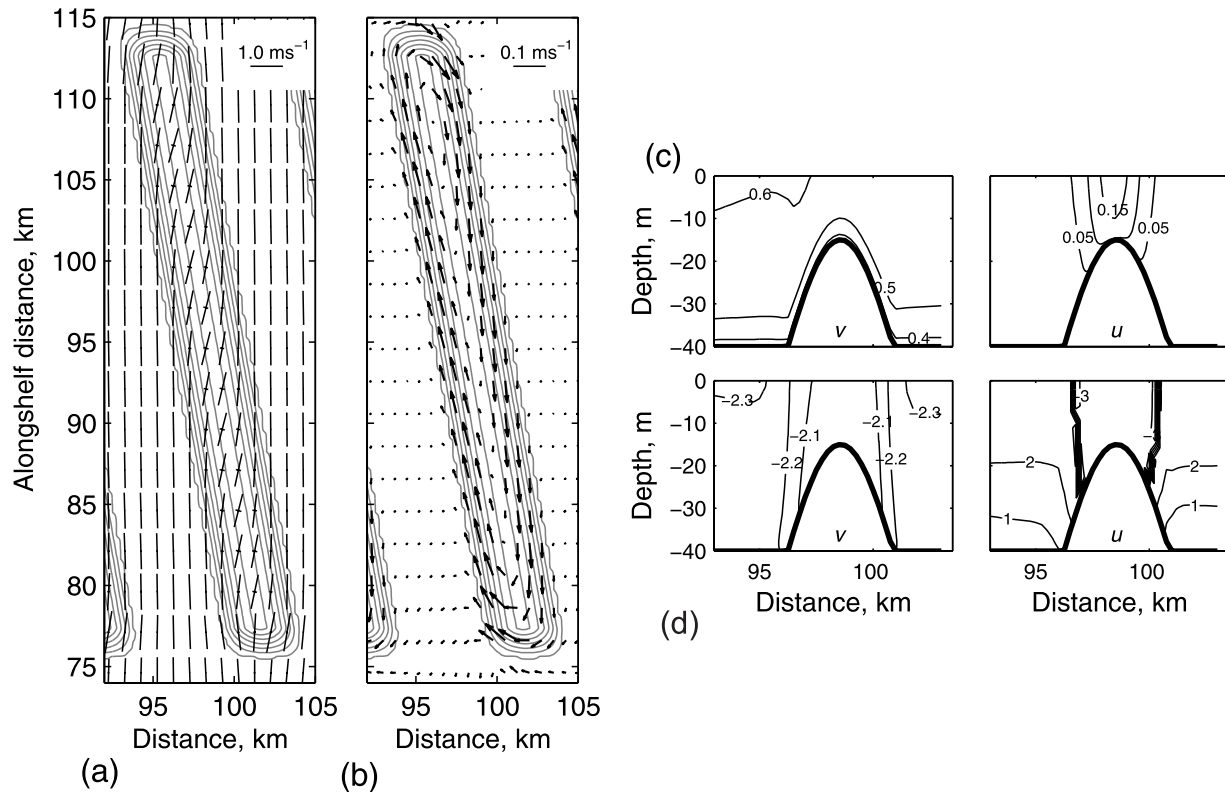 115
110
105
100
95
90
85
80
75
Alongshelf distance, km
1.0 ms⁻¹
95 100 105
Distance, km
(a)
0.1 ms⁻¹
95 100 105
Distance, km
(b)
(c)
0
−10
−20
−30
−40
Depth, m
0.6
0.5
0.4
v
0.15
0.05 0.05
u
0
−10
−20
−30
−40
Depth, m
−2.3 −2.3
−2.1 −2.1
−2.2 −2.2
v
95 100
Distance, km
−3
2 2
1 1
u
95 100
Distance, km
(d)